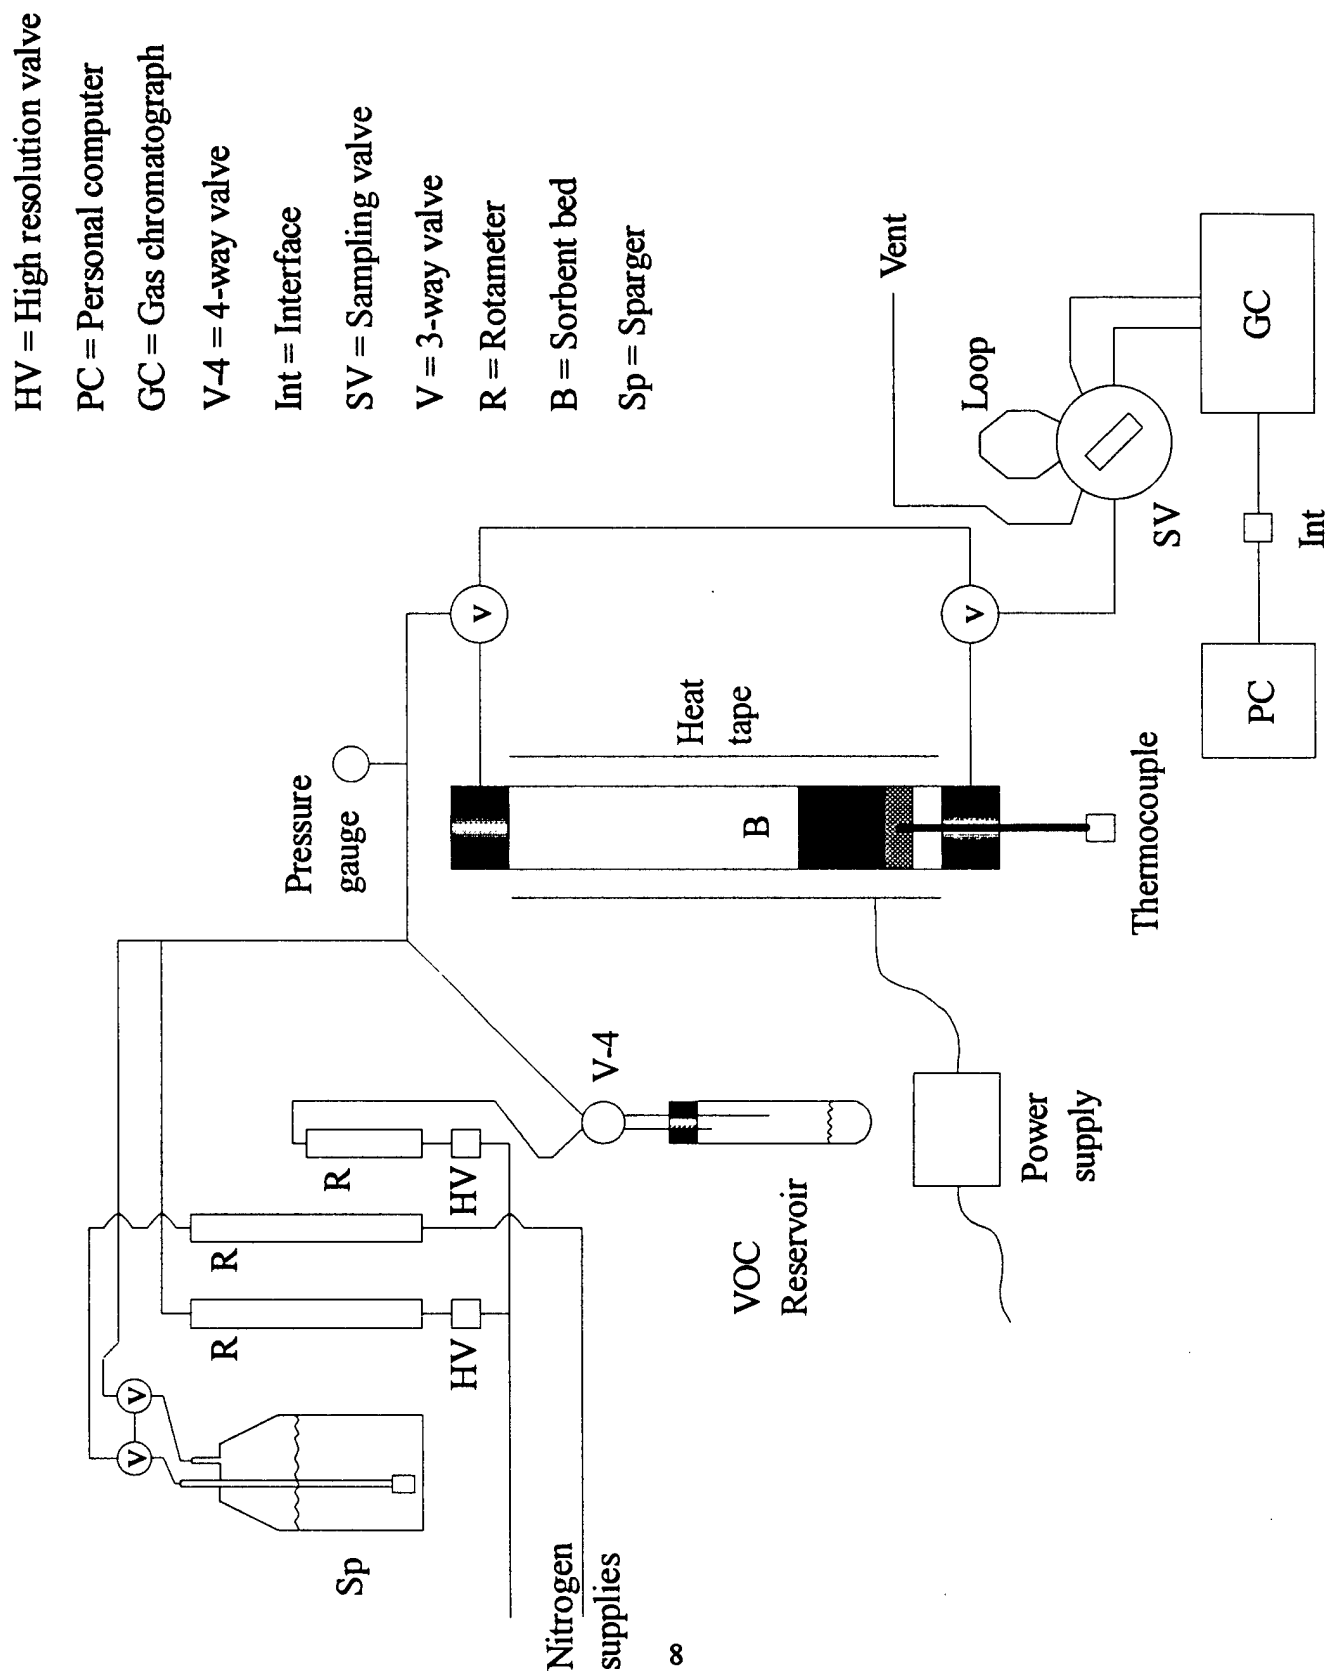 HV = High resolution valve
PC = Personal computer
GC = Gas chromatograph
V-4 = 4-way valve
Int = Interface
SV = Sampling valve
V = 3-way valve
R = Rotameter
B = Sorbent bed
Sp = Sparger
Sp
V
V
R
R
R
HV
HV
Nitrogen
supplies
V-4
VOC
Reservoir
Pressure
gauge
B
Heat
tape
V
V
Power
supply
Thermocouple
Vent
Loop
SV
GC
Int
PC
8